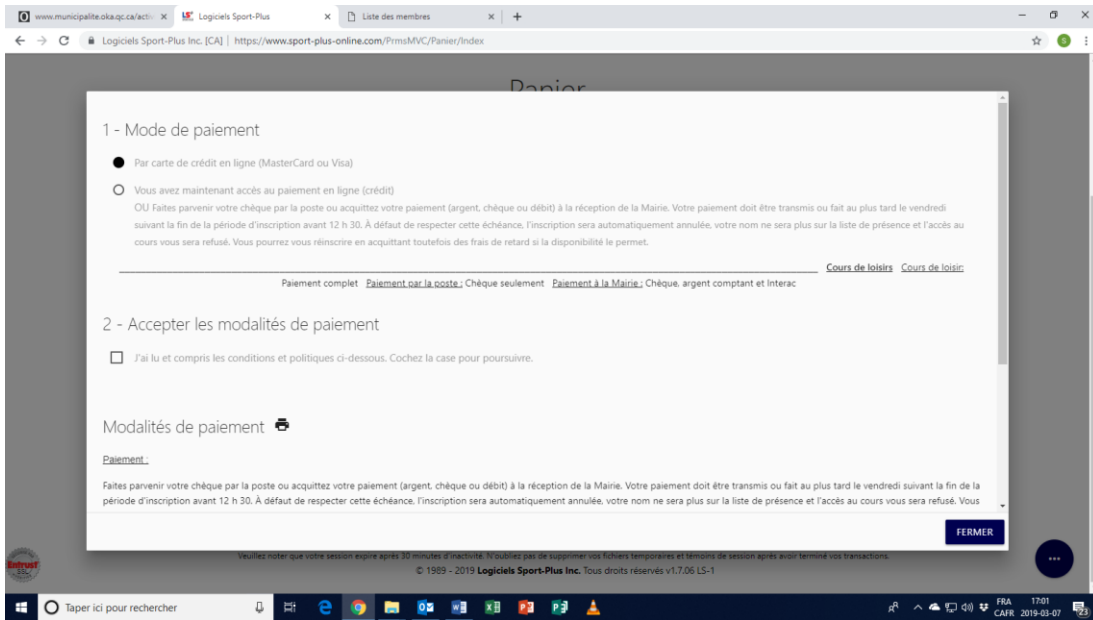 www.municipalite.oka.qc.ca/activ
LS Logiciels Sport-Plus
Liste des membres
Logiciels Sport-Plus Inc. [CA] | https://www.sport-plus-online.com/PrmsMVC/Panier/Index
S
Panier
1 - Mode de paiement
Par carte de crédit en ligne (MasterCard ou Visa)
Vous avez maintenant accès au paiement en ligne (crédit)
OU Faites parvenir votre chèque par la poste ou acquittez votre paiement (argent, chèque ou débit) à la réception de la Mairie. Votre paiement doit être transmis ou fait au plus tard le vendredi
suivant la fin de la période d'inscription avant 12 h 30. À défaut de respecter cette échéance, l'inscription sera automatiquement annulée, votre nom ne sera plus sur la liste de présence et l'accès au
cours vous sera refusé. Vous pourrez vous réinscrire en acquittant toutefois des frais de retard si la disponibilité le permet.
Cours de loisirs Cours de loisir:
Paiement complet Paiement par la poste : Chèque seulement Paiement à la Mairie : Chèque, argent comptant et Interac
2 - Accepter les modalités de paiement
J'ai lu et compris les conditions et politiques ci-dessous. Cochez la case pour poursuivre.
Modalités de paiement
Paiement :
Faites parvenir votre chèque par la poste ou acquittez votre paiement (argent, chèque ou débit) à la réception de la Mairie. Votre paiement doit être transmis ou fait au plus tard le vendredi suivant la fin de la
période d'inscription avant 12 h 30. À défaut de respecter cette échéance, l'inscription sera automatiquement annulée, votre nom ne sera plus sur la liste de présence et l'accès au cours vous sera refusé. Vous
FERMER
Entrust
SSL
Veuillez noter que votre session expire après 30 minutes d'inactivité. N'oubliez pas de supprimer vos fichiers temporaires et témoins de session après avoir terminé vos transactions.
© 1989 - 2019 Logiciels Sport-Plus Inc. Tous droits réservés v1.7.06 LS-1
Taper ici pour rechercher
FRA 17:01
CAFR 2019-03-07
23